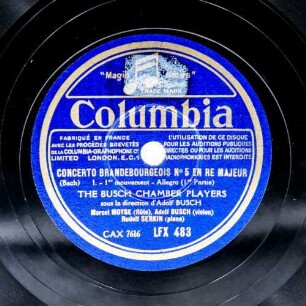 "Magic Notes"
TRADE MARK
Columbia
FABRIQUÉ EN FRANCE
AVEC LES PROCÉDÉS BREVETÉS
DE LA COLUMBIA-GRAPHOPHONE Cº
LIMITED LONDON. E.C.1
L'UTILISATION DE CE DISQUE
POUR LES AUDITIONS PUBLIQUES
DIRECTES OU POUR LES AUDITIONS
RADIOPHONIQUES EST INTERDITE
CONCERTO BRANDEBOURGEOIS Nº 5 EN RE MAJEUR
(Bach) 1. - 1er mouvement - Allegro (1re Partie)
THE BUSCH CHAMBER PLAYERS
sous la direction d'Adolf BUSCH
Marcel MOYSE (flûte), Adolf BUSCH (violon)
Rudolf SERKIN (piano)
CAX 7616 LFX 483